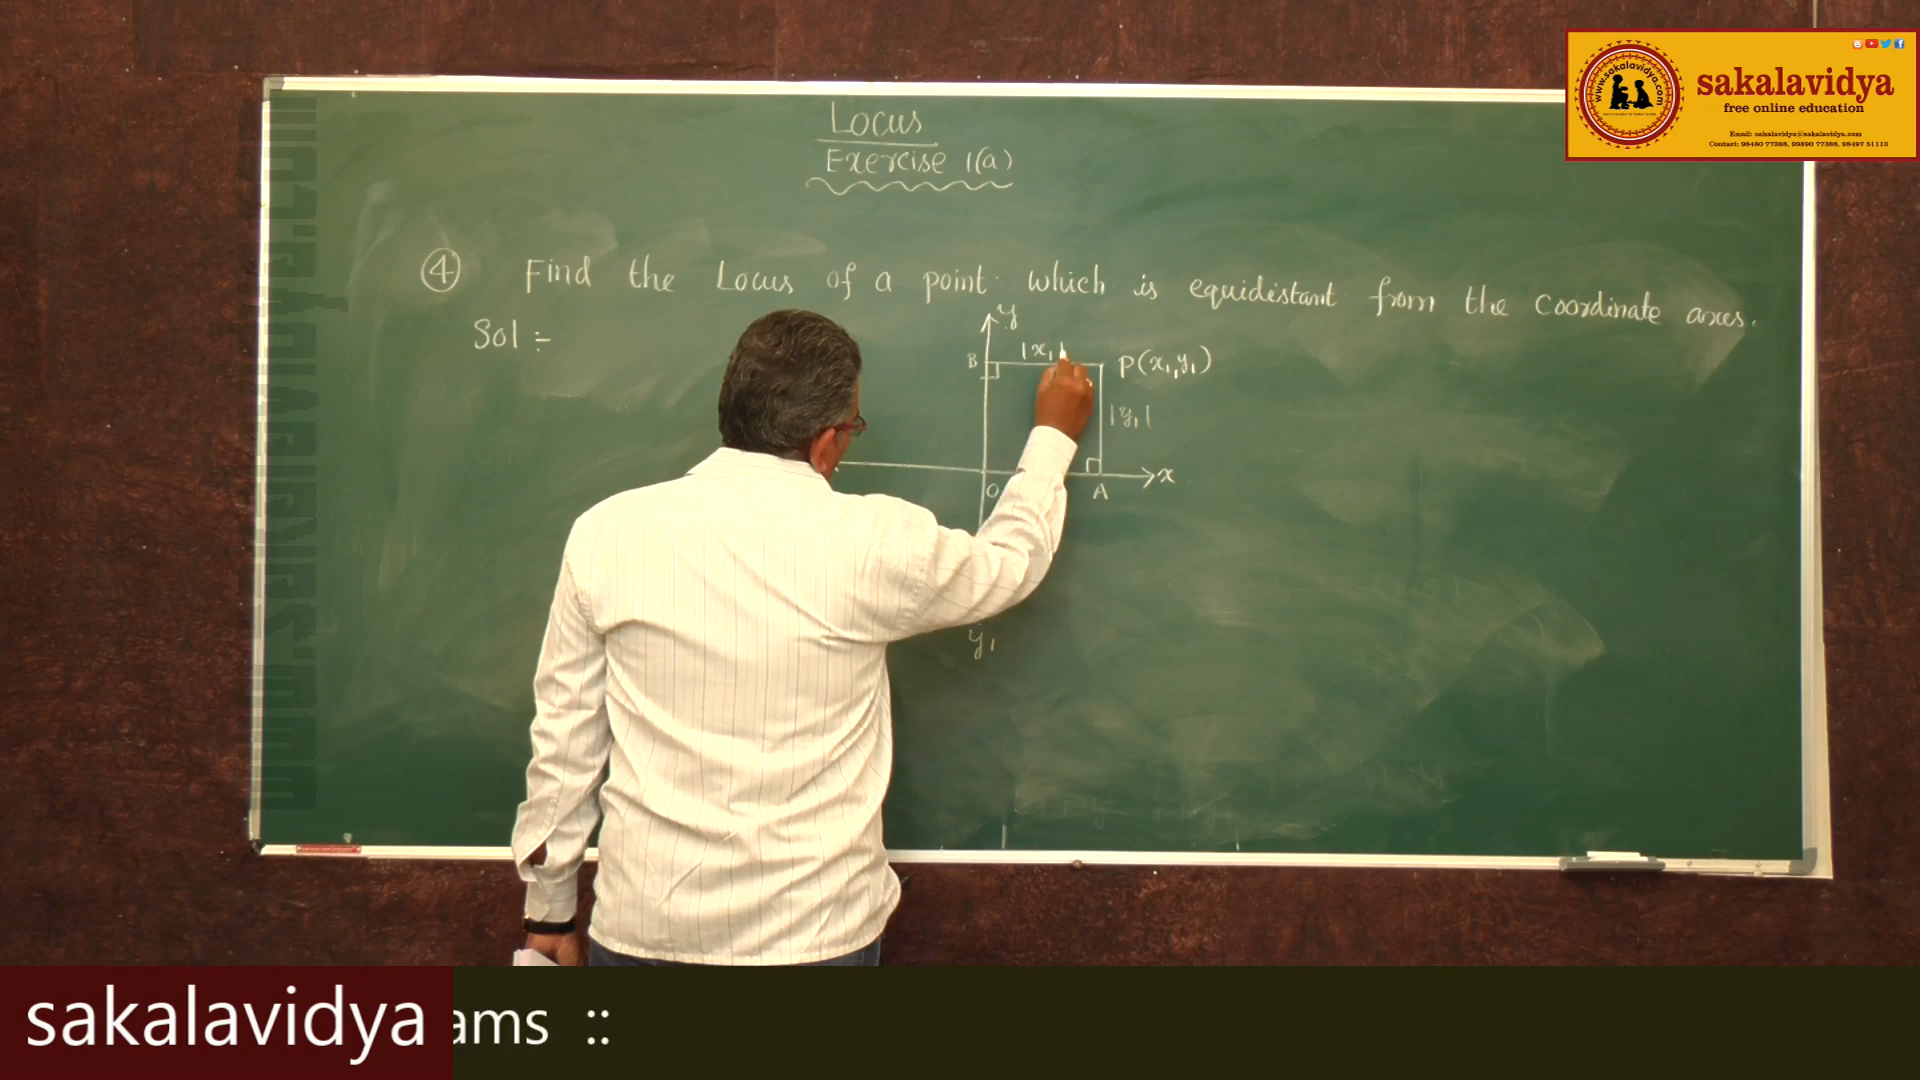 sakalavidya
free online education
www.sakalavidya.com
Email: sakalavidya@sakalavidya.com
Contact: 98480 77388, 99890 77388, 98497 51113
Locus
Exercise 1(a)
④ Find the Locus of a point which is equidistant from the coordinate axes.
Sol :-
y
B |x₁| P(x₁,y₁)
|y₁|
O A x
y₁
sakalavidya ams ::